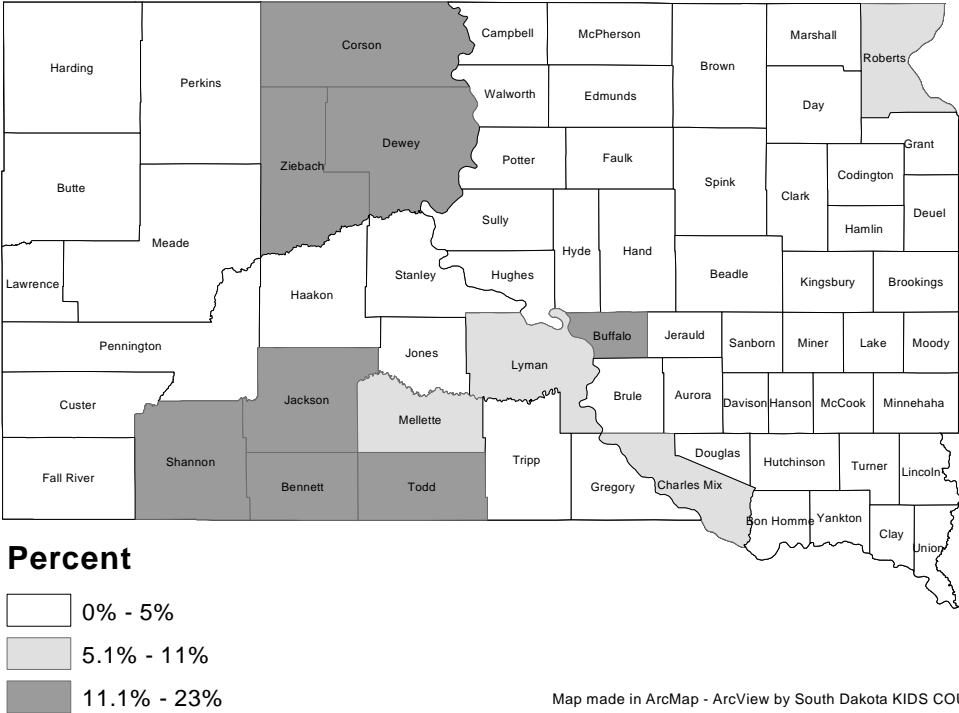 Corson
Campbell
McPherson
Marshall
Roberts
Harding
Perkins
Brown
Walworth
Edmunds
Day
Dewey
Ziebach
Potter
Faulk
Grant
Butte
Spink
Codington
Clark
Deuel
Sully
Hamlin
Meade
Hyde
Hand
Lawrence
Stanley
Hughes
Beadle
Kingsbury
Brookings
Haakon
Pennington
Jones
Buffalo
Jerauld
Sanborn
Miner
Lake
Moody
Lyman
Custer
Jackson
Brule
Aurora
Davison
Hanson
McCook
Minnehaha
Mellette
Shannon
Tripp
Douglas
Hutchinson
Turner
Lincoln
Fall River
Bennett
Todd
Gregory
Charles Mix
Bon Homme
Yankton
Clay
Union
Percent
0% - 5%
5.1% - 11%
11.1% - 23%
Map made in ArcMap - ArcView by South Dakota KIDS COU